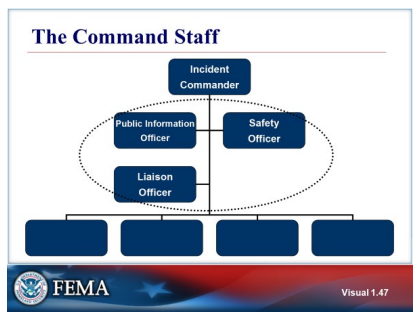 The Command Staff
Incident
Commander
Public Information
Officer
Safety
Officer
Liaison
Officer
FEMA
Visual 1.47